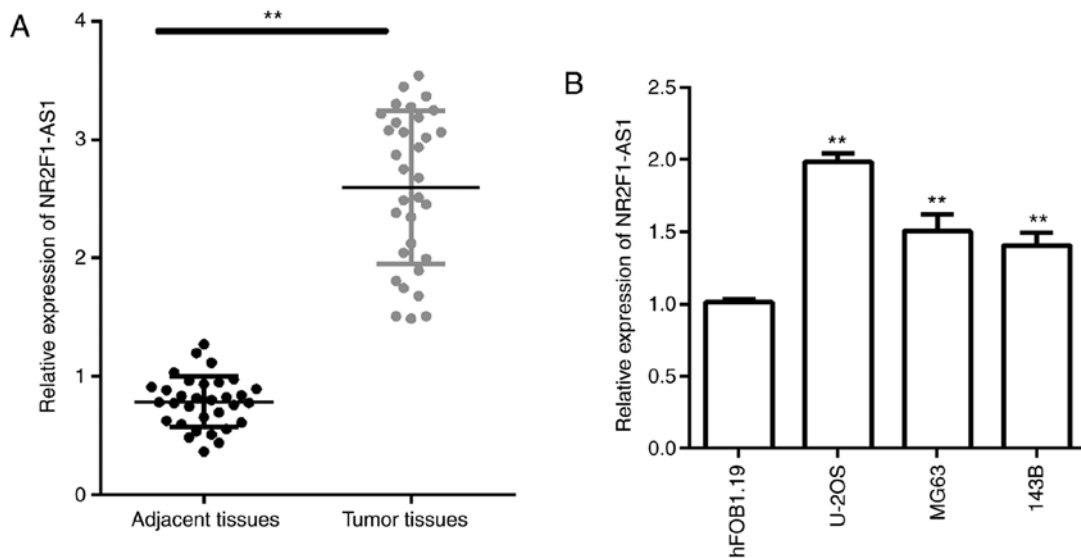 A
**
Relative expression of NR2F1-AS1
4
3
2
1
0
Adjacent tissues
Tumor tissues
B
Relative expression of NR2F1-AS1
2.5
2.0
1.5
1.0
0.5
0.0
**
**
**
hFOB1.19
U-2OS
MG63
143B